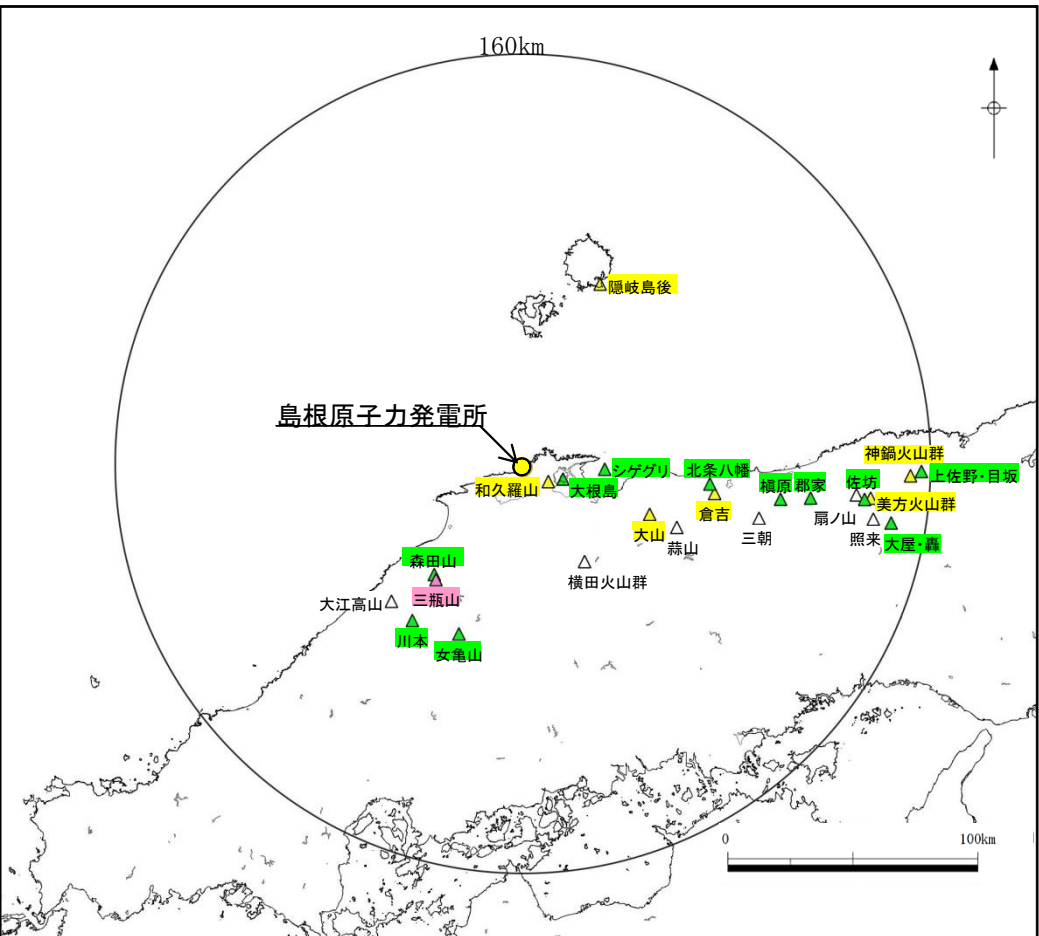 160km
隠岐島後
島根原子力発電所
神鍋火山群
シゲグリ
北条八幡
上佐野・目坂
和久羅山
大根島
槇原
郡家
佐坊
美方火山群
倉吉
扇ノ山
大山
蒜山
三朝
照来
大屋・轟
森田山
横田火山群
三瓶山
大江高山
川本
女亀山
0
100km